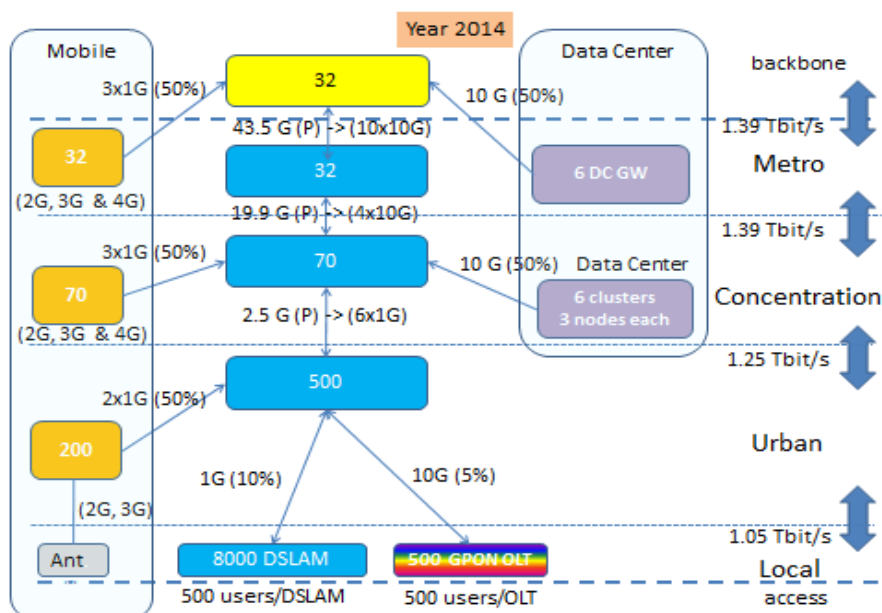 Year 2014
Mobile
Data Center
backbone
32
3x1G (50%)
10 G (50%)
43.5 G (P) -> (10x10G)
1.39 Tbit/s
32
32
6 DC GW
Metro
(2G, 3G & 4G)
19.9 G (P) -> (4x10G)
1.39 Tbit/s
3x1G (50%)
70
10 G (50%)
Data Center
70
6 clusters
3 nodes each
Concentration
(2G, 3G & 4G)
2.5 G (P) -> (6x1G)
1.25 Tbit/s
500
2x1G (50%)
200
Urban
1G (10%)
10G (5%)
(2G, 3G)
1.05 Tbit/s
Ant
8000 DSLAM
500 GPON OLT
Local
500 users/DSLAM
500 users/OLT
access